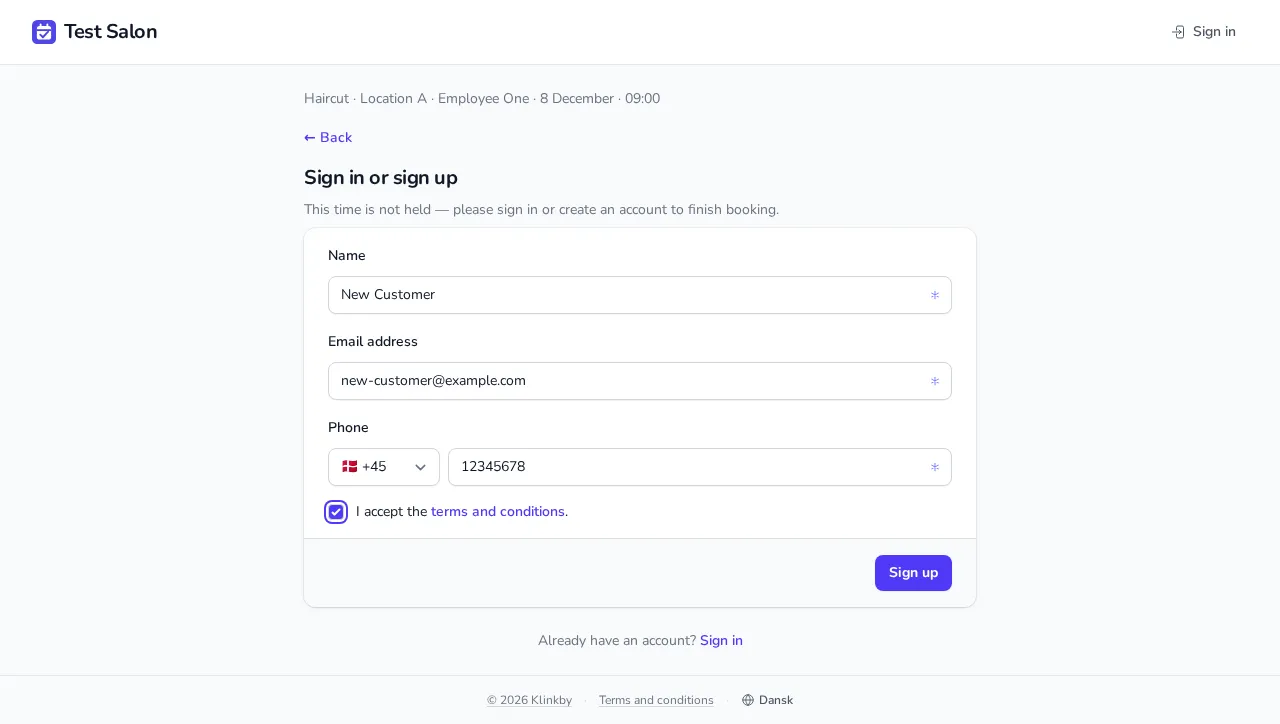 Test Salon
Sign in
Haircut · Location A · Employee One · 8 December · 09:00
← Back
Sign in or sign up
This time is not held — please sign in or create an account to finish booking.
Name
New Customer *
Email address
new-customer@example.com *
Phone
🇩🇰 +45 12345678 *
I accept the terms and conditions.
Sign up
Already have an account? Sign in
© 2026 Klinkby · Terms and conditions · Dansk